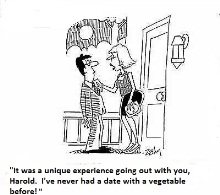 "It was a unique experience going out with you,
Harold.  I've never had a date with a vegetable
before!"